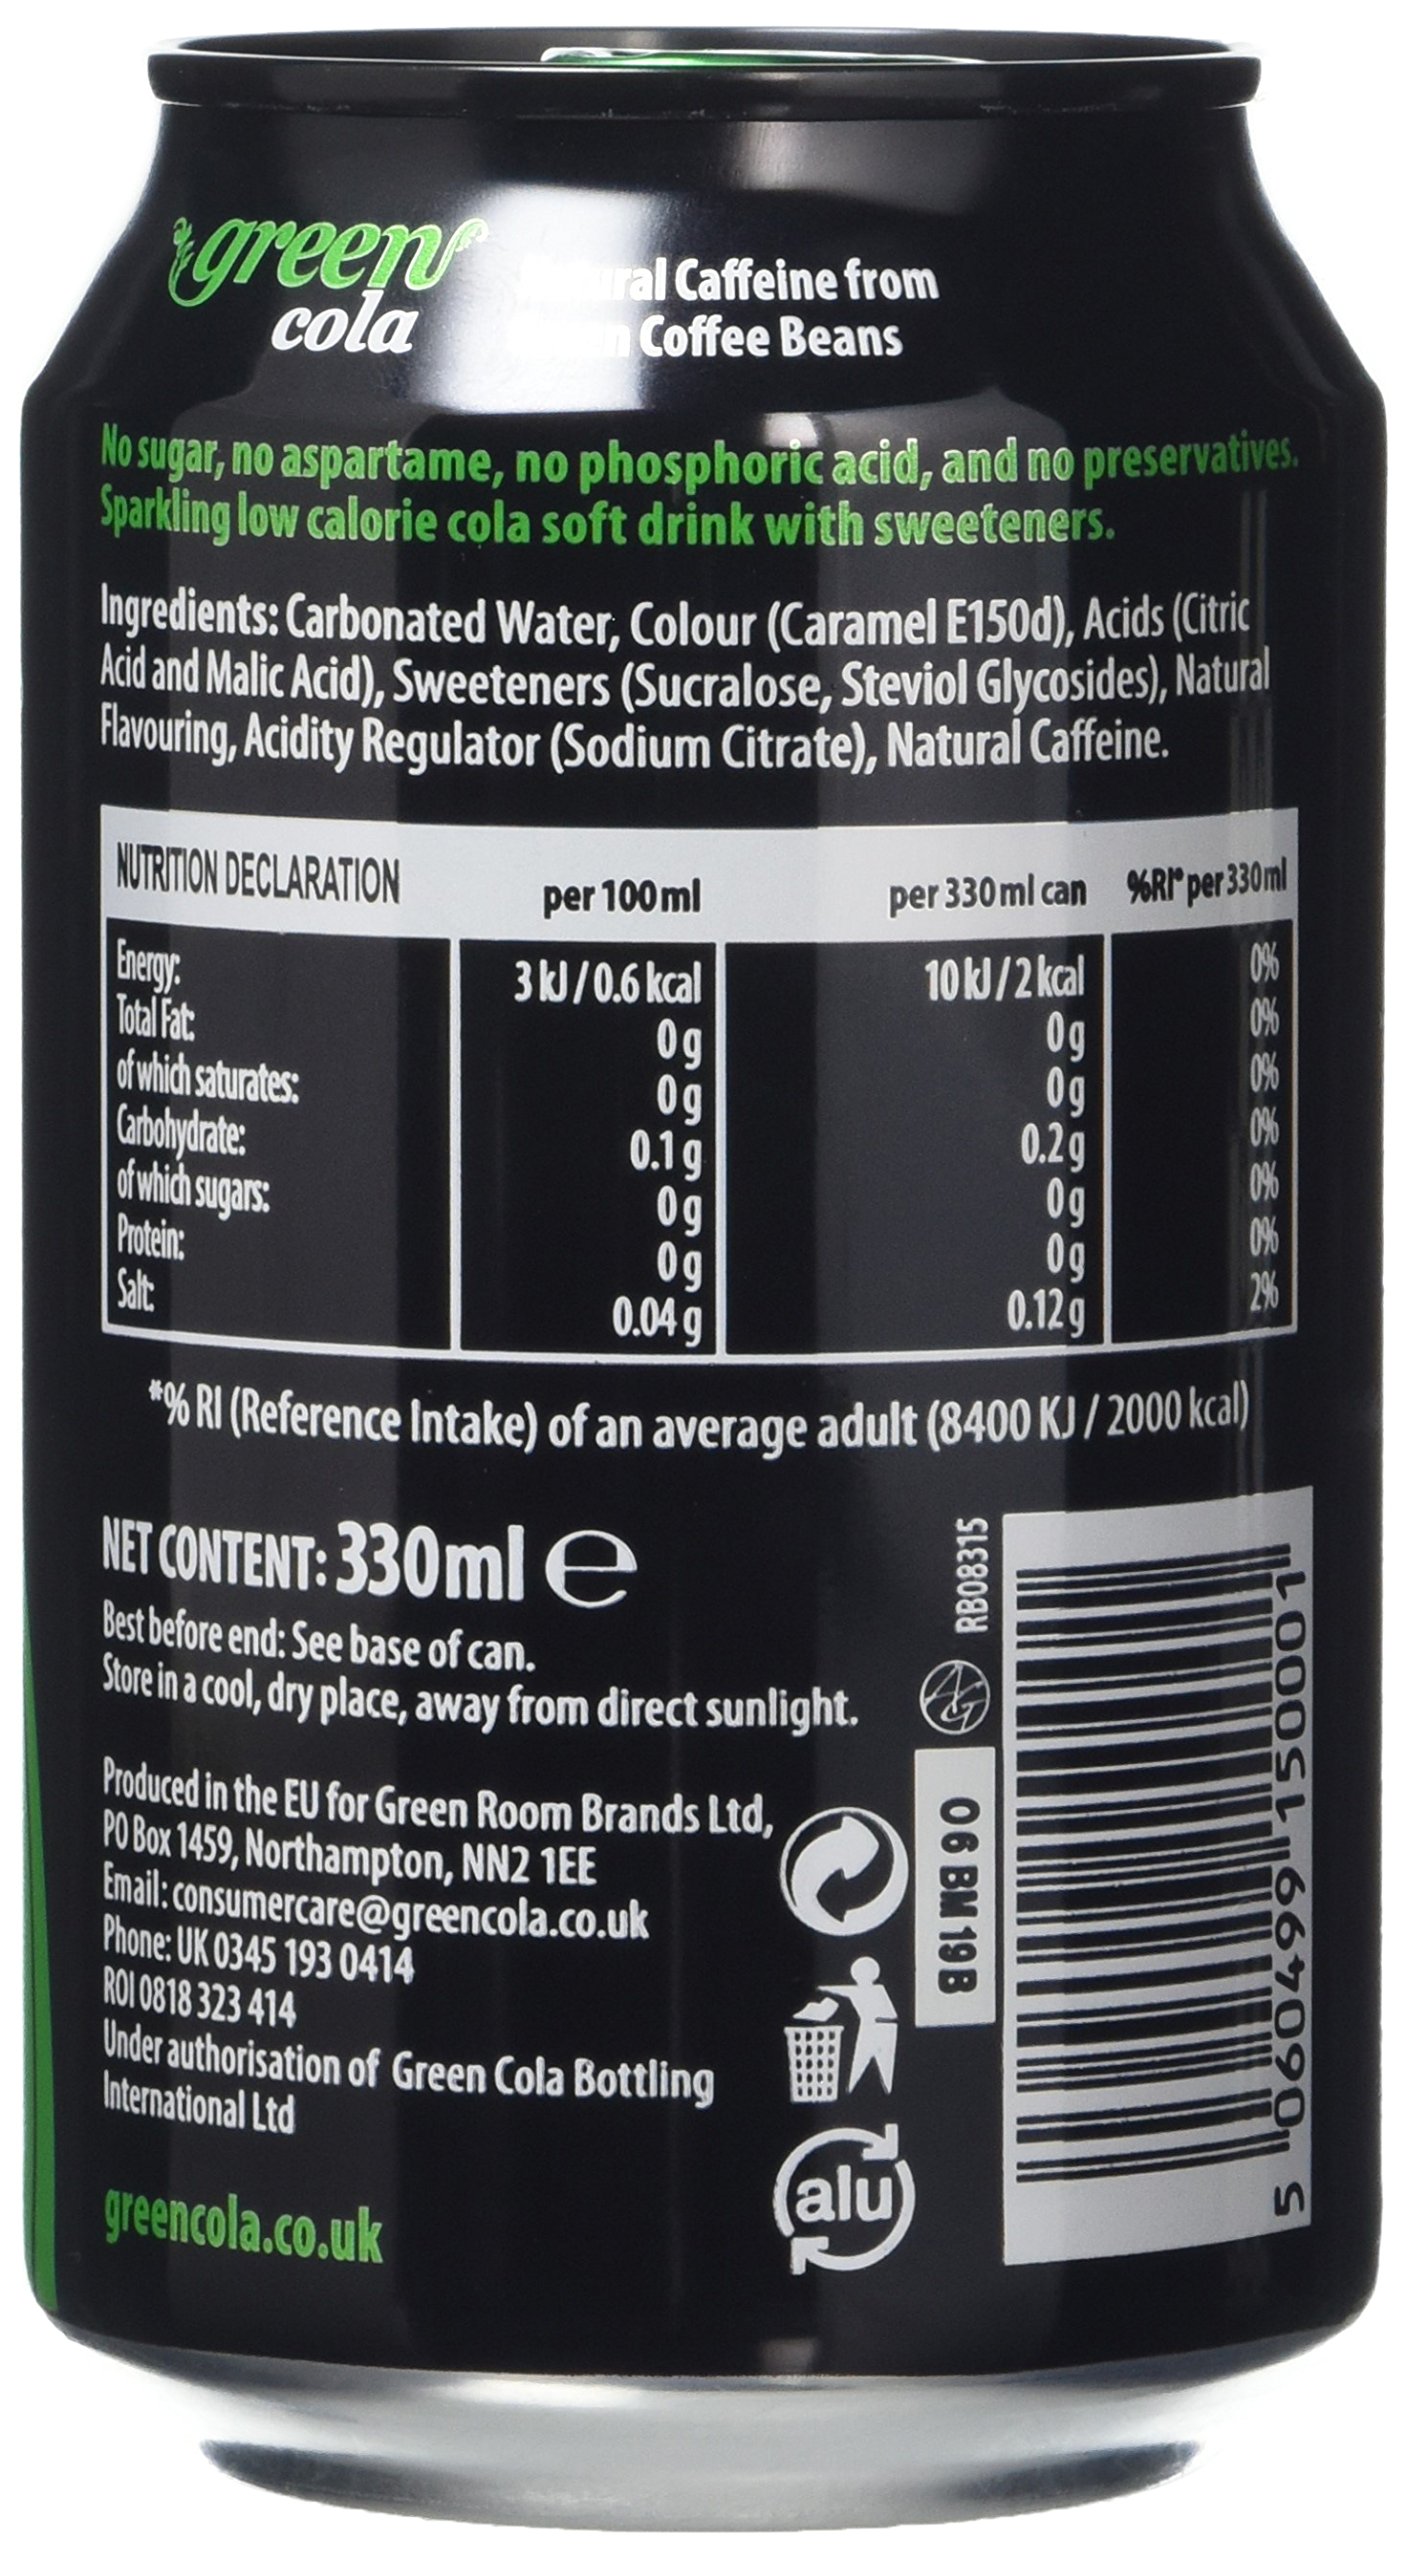 green
cola
Natural Caffeine from
Coffee Beans
No sugar, no aspartame, no phosphoric acid, and no preservatives.
Sparkling low calorie cola soft drink with sweeteners.
Ingredients: Carbonated Water, Colour (Caramel E150d), Acids (Citric
Acid and Malic Acid), Sweeteners (Sucralose, Steviol Glycosides), Natural
Flavouring, Acidity Regulator (Sodium Citrate), Natural Caffeine.
NUTRITION DECLARATION per 100ml per 330ml can %RI* per 330ml
Energy: 3 kJ / 0.6 kcal 10 kJ / 2 kcal 0%
Total Fat: 0g 0g 0%
of which saturates: 0g 0g 0%
Carbohydrate: 0.1g 0.2g 0%
of which sugars: 0g 0g 0%
Protein: 0g 0g 0%
Salt: 0.04g 0.12g 2%
*% RI (Reference Intake) of an average adult (8400 KJ / 2000 kcal)
NET CONTENT: 330ml e
Best before end: See base of can.
Store in a cool, dry place, away from direct sunlight.
Produced in the EU for Green Room Brands Ltd,
PO Box 1459, Northampton, NN2 1EE
Email: consumercare@greencola.co.uk
Phone: UK 0345 193 0414
ROI 0818 323 414
Under authorisation of Green Cola Bottling
International Ltd
greencola.co.uk
alu
RB08315
06 BM 19B
5 060499 150001